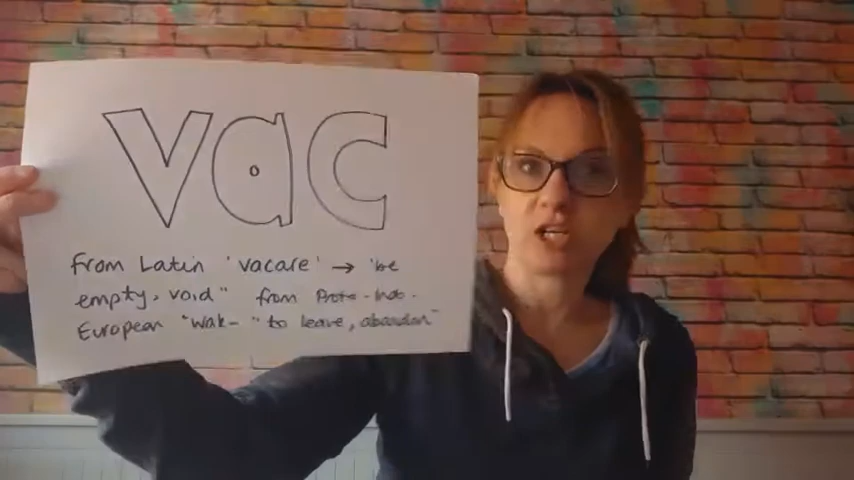 vac
from Latin 'vacare' → 'be
empty, void" from Proto-Indo-
European "wak-" to leave, abandon"